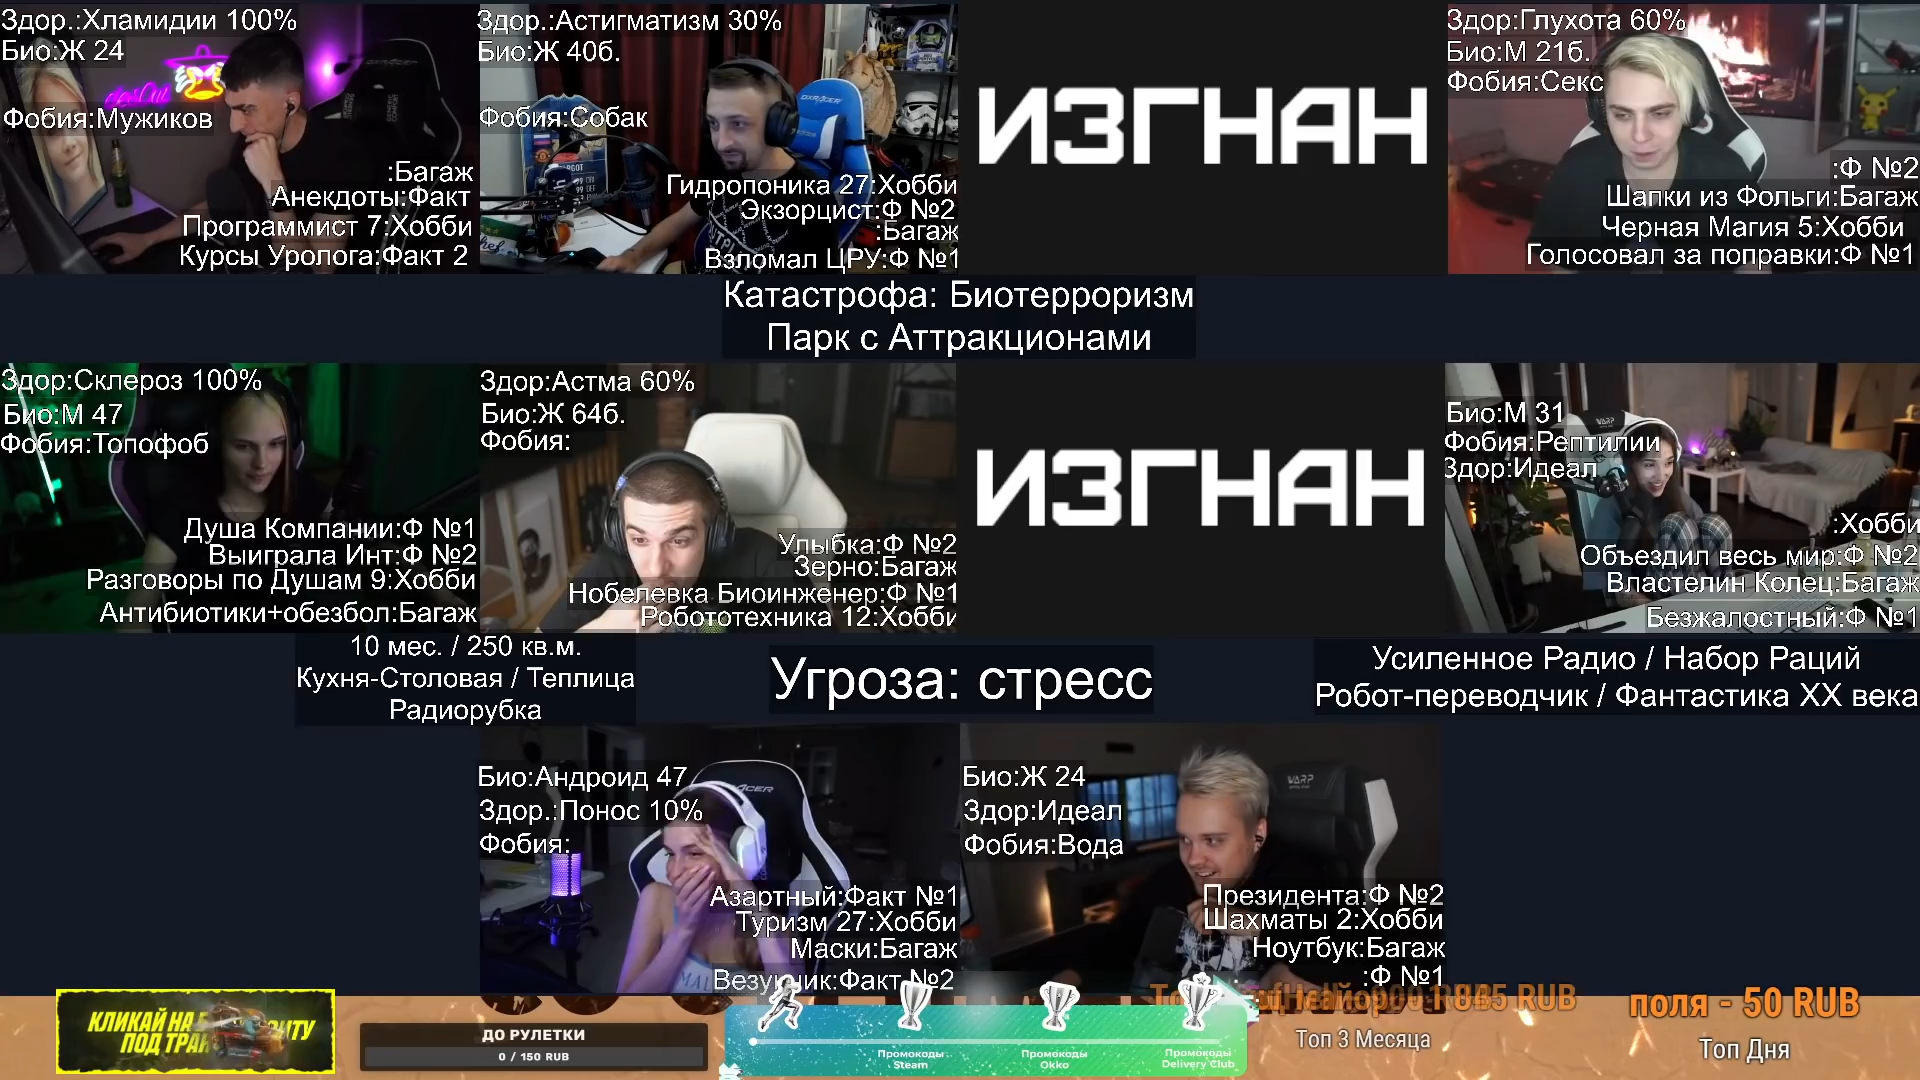 Здор.:Хламидии 100%
Био:Ж 24
Фобия:Мужиков
:Багаж
Анекдоты:Факт
Программист 7:Хобби
Курсы Уролога:Факт 2
Здор.:Астигматизм 30%
Био:Ж 40б.
Фобия:Собак
Гидропоника 27:Хобби
Экзорцист:Ф №2
:Багаж
Взломал ЦРУ:Ф №1
ИЗГНАН
Здор:Глухота 60%
Био:М 21б.
Фобия:Секс
:Ф №2
Шапки из Фольги:Багаж
Черная Магия 5:Хобби
Голосовал за поправки:Ф №1
Катастрофа: Биотерроризм
Парк с Аттракционами
Здор:Склероз 100%
Био:М 47
Фобия:Топофоб
Душа Компании:Ф №1
Выиграла Инт:Ф №2
Разговоры по Душам 9:Хобби
Антибиотики+обезбол:Багаж
Здор:Астма 60%
Био:Ж 64б.
Фобия:
Улыбка:Ф №2
Зерно:Багаж
Нобелевка Биоинженер:Ф №1
Робототехника 12:Хобби
ИЗГНАН
Био:М 31
Фобия:Рептилии
Здор:Идеал
:Хобби
Объездил весь мир:Ф №2
Властелин Колец:Багаж
Безжалостный:Ф №1
10 мес. / 250 кв.м.
Кухня-Столовая / Теплица
Радиорубка
Угроза: стресс
Усиленное Радио / Набор Раций
Робот-переводчик / Фантастика XX века
Био:Андроид 47
Здор.:Понос 10%
Фобия:
Азартный:Факт №1
Туризм 27:Хобби
Маски:Багаж
Везунчик:Факт №2
Био:Ж 24
Здор:Идеал
Фобия:Вода
Президента:Ф №2
Шахматы 2:Хобби
Ноутбук:Багаж
:Ф №1
КЛИКАЙ НА
ПОД
ДО РУЛЕТКИ
0 / 150 RUB
Промокоды
Steam
Промокоды
Okko
Промокоды
Delivery Club
RUB
Топ 3 Месяца
поля - 50 RUB
Топ Дня